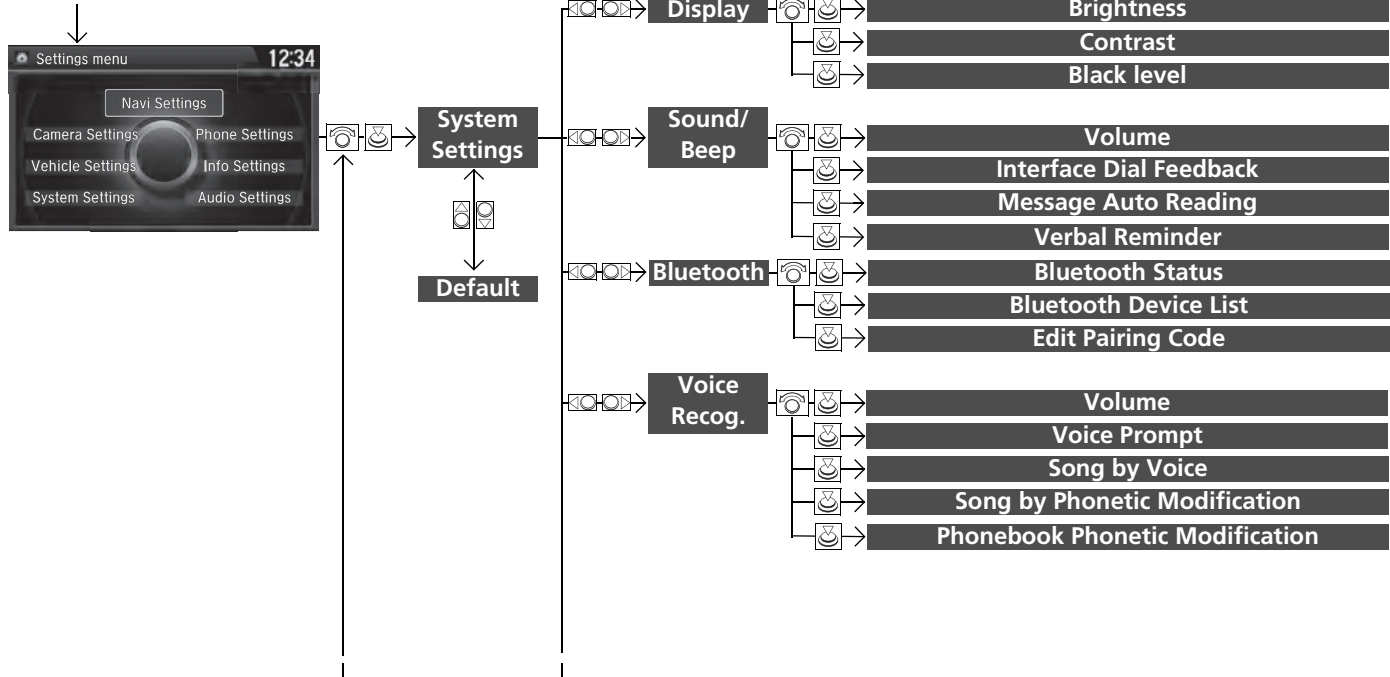 Display
Brightness
Contrast
Black level
Settings menu
12:34
Navi Settings
Camera Settings
Phone Settings
Vehicle Settings
Info Settings
System Settings
Audio Settings
System
Settings
Default
Sound/
Beep
Volume
Interface Dial Feedback
Message Auto Reading
Verbal Reminder
Bluetooth
Bluetooth Status
Bluetooth Device List
Edit Pairing Code
Voice
Recog.
Volume
Voice Prompt
Song by Voice
Song by Phonetic Modification
Phonebook Phonetic Modification